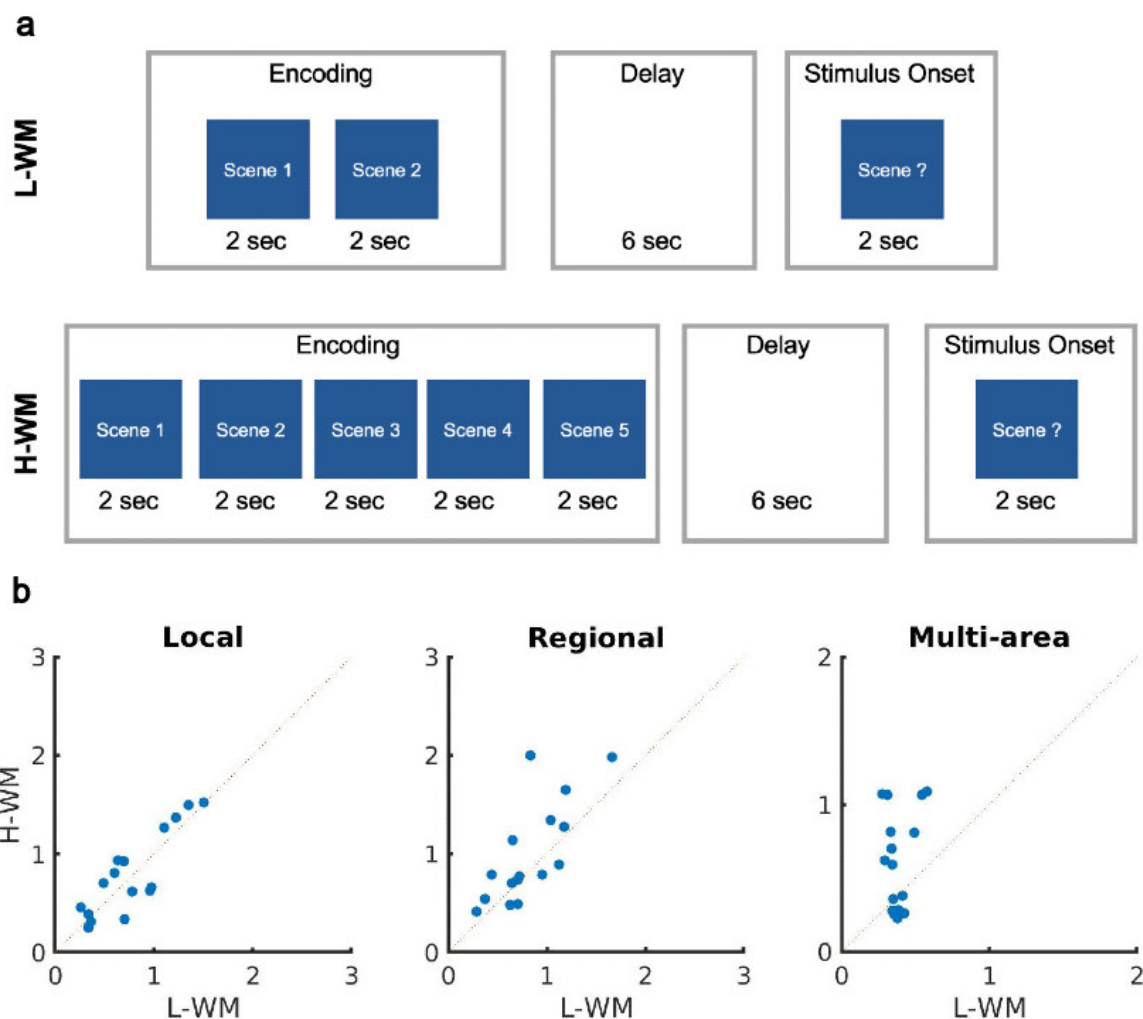 a
L-WM
Encoding
Scene 1
Scene 2
2 sec
2 sec
Delay
6 sec
Stimulus Onset
Scene ?
2 sec
H-WM
Encoding
Scene 1
Scene 2
Scene 3
Scene 4
Scene 5
2 sec
2 sec
2 sec
2 sec
2 sec
Delay
6 sec
Stimulus Onset
Scene ?
2 sec
b
Local
H-WM
3
2
1
0
0 1 2 3
L-WM
Regional
3
2
1
0
0 1 2 3
L-WM
Multi-area
2
1
0
0 1 2
L-WM